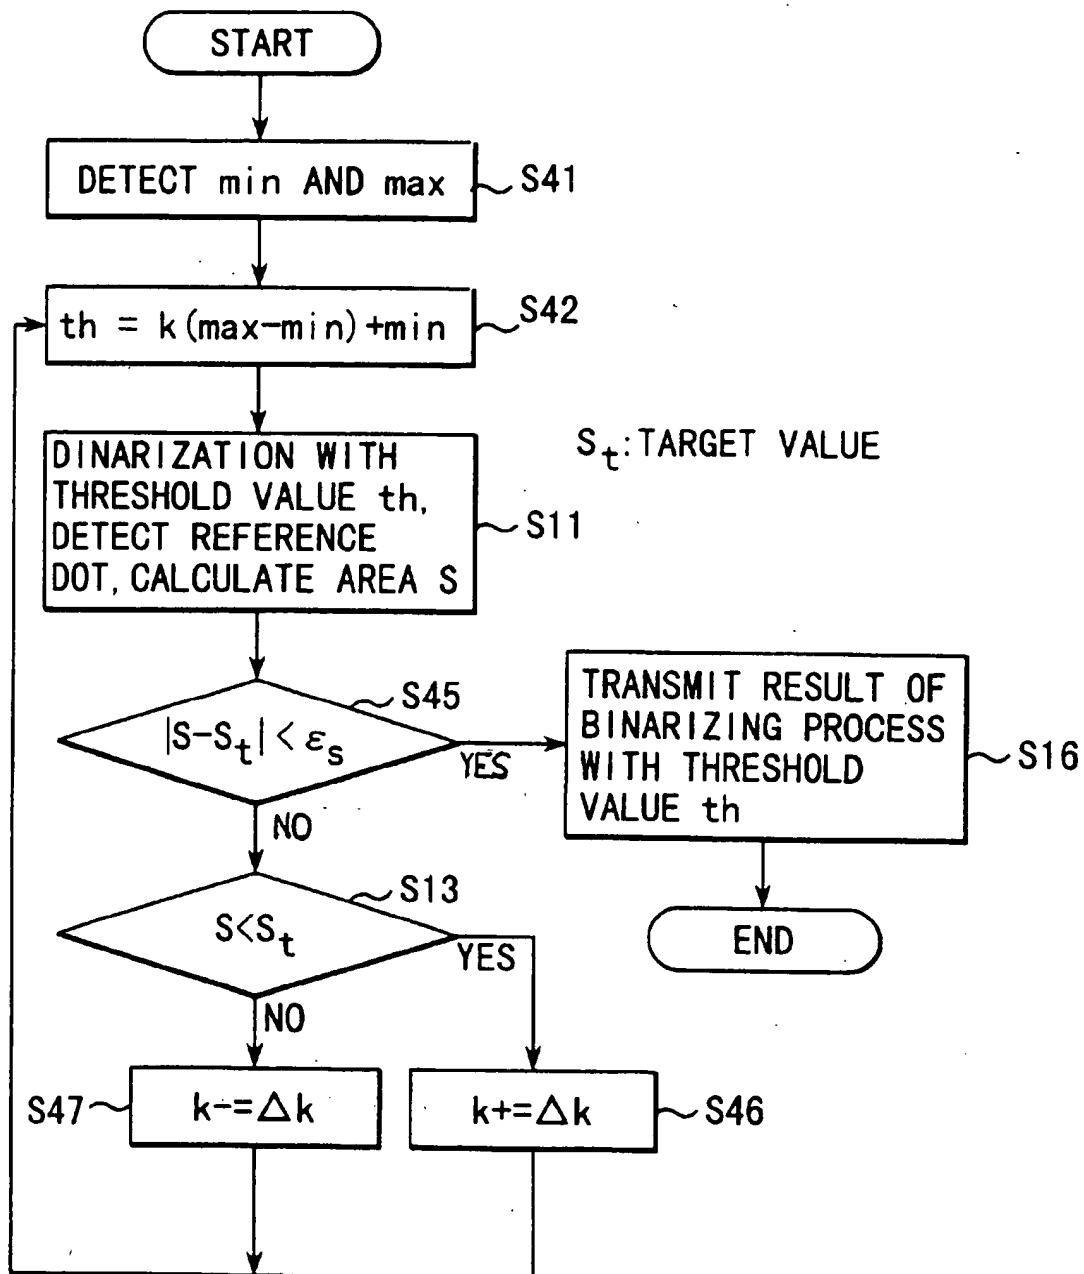 START
DETECT min AND max
S41
th = k(max-min)+min
S42
DINARIZATION WITH
THRESHOLD VALUE th,
DETECT REFERENCE
DOT, CALCULATE AREA S
S11
St: TARGET VALUE
|S-St| < εs
S45
YES
NO
TRANSMIT RESULT OF
BINARIZING PROCESS
WITH THRESHOLD
VALUE th
S16
END
S<St
S13
YES
NO
S47
k-=Δk
k+=Δk
S46